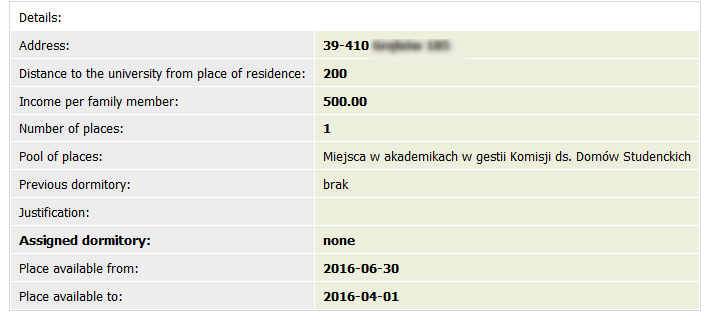 Details:
Address: 39-410
Distance to the university from place of residence: 200
Income per family member: 500.00
Number of places: 1
Pool of places: Miejsca w akademikach w gestii Komisji ds. Domów Studenckich
Previous dormitory: brak
Justification:
Assigned dormitory: none
Place available from: 2016-06-30
Place available to: 2016-04-01